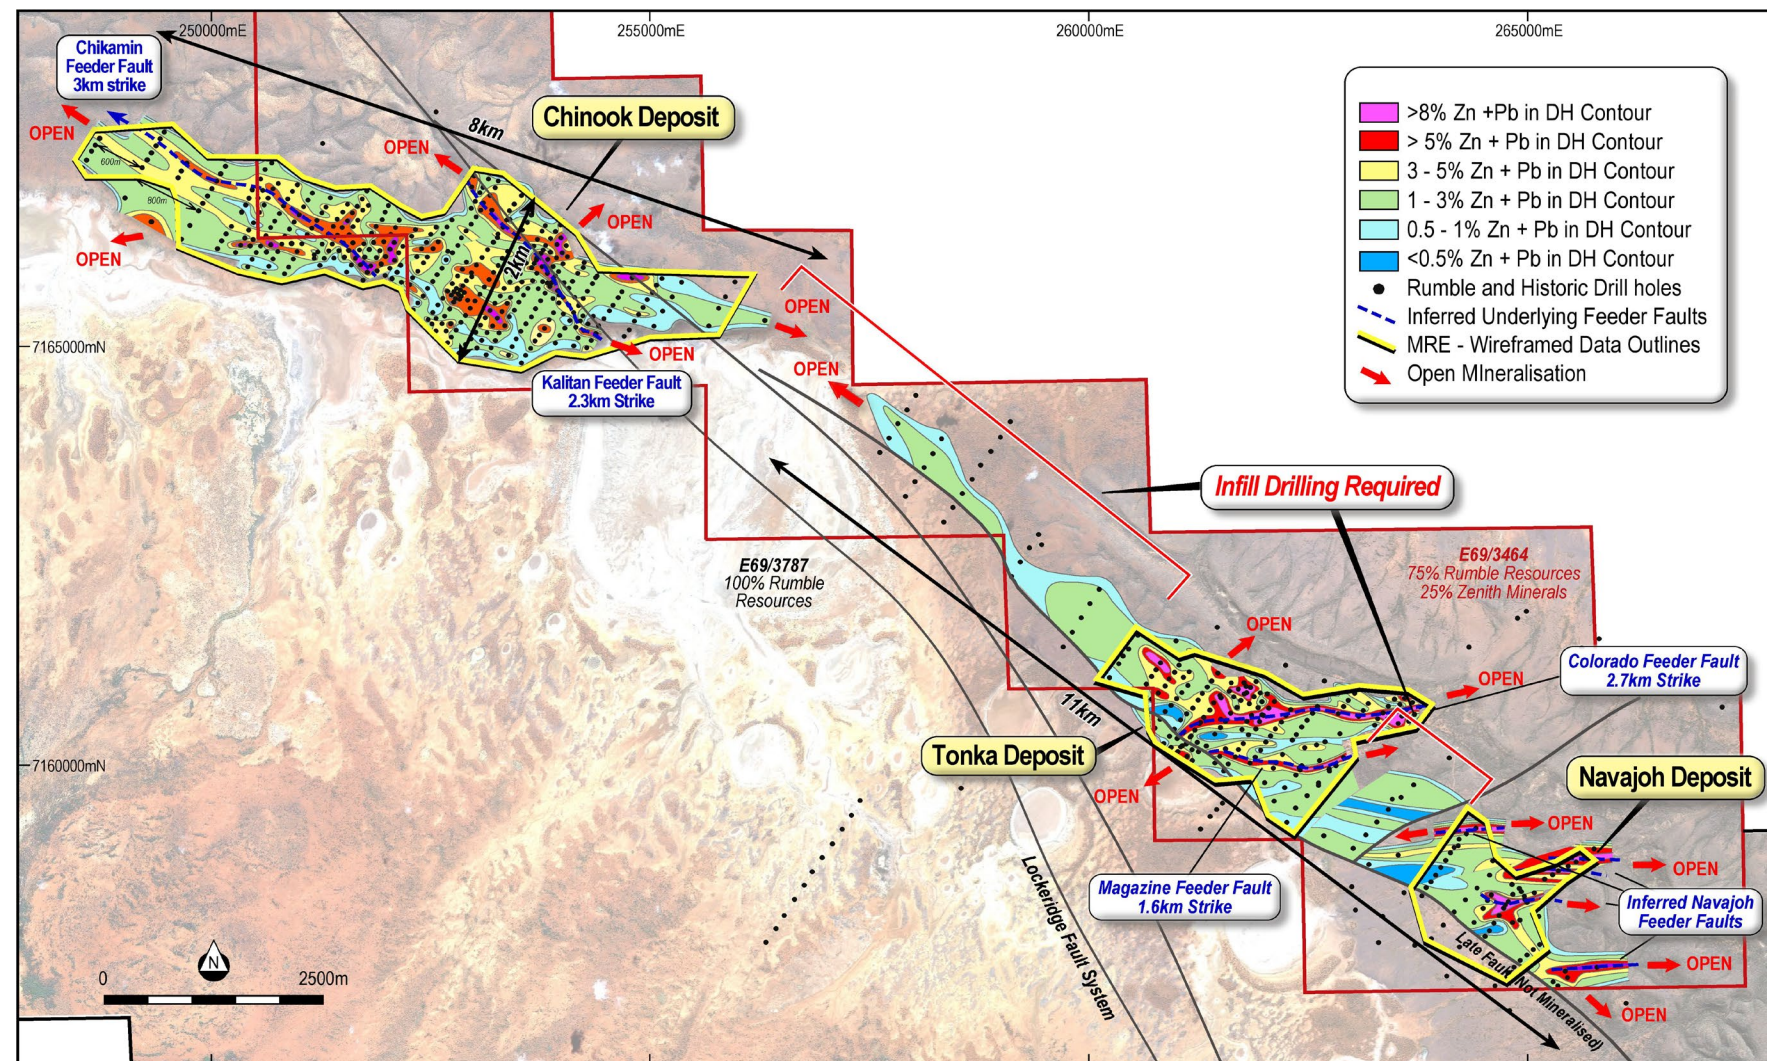 250000mE
255000mE
260000mE
265000mE
Chikamin
Feeder Fault
3km strike
OPEN
OPEN
600m
800m
8km
Chinook Deposit
OPEN
OPEN
2km
OPEN
OPEN
OPEN
Kalitan Feeder Fault
2.3km Strike
>8% Zn +Pb in DH Contour
> 5% Zn + Pb in DH Contour
3 - 5% Zn + Pb in DH Contour
1 - 3% Zn + Pb in DH Contour
0.5 - 1% Zn + Pb in DH Contour
<0.5% Zn + Pb in DH Contour
Rumble and Historic Drill holes
Inferred Underlying Feeder Faults
MRE - Wireframed Data Outlines
Open MIneralisation
7165000mN
7160000mN
Infill Drilling Required
E69/3787
100% Rumble
Resources
E69/3464
75% Rumble Resources
25% Zenith Minerals
OPEN
OPEN
Colorado Feeder Fault
2.7km Strike
11km
Tonka Deposit
OPEN
Navajoh Deposit
OPEN
OPEN
Magazine Feeder Fault
1.6km Strike
Inferred Navajoh
Feeder Faults
Lockeridge Fault System
Late Fault (Not Mineralised)
OPEN
OPEN
N
0
2500m